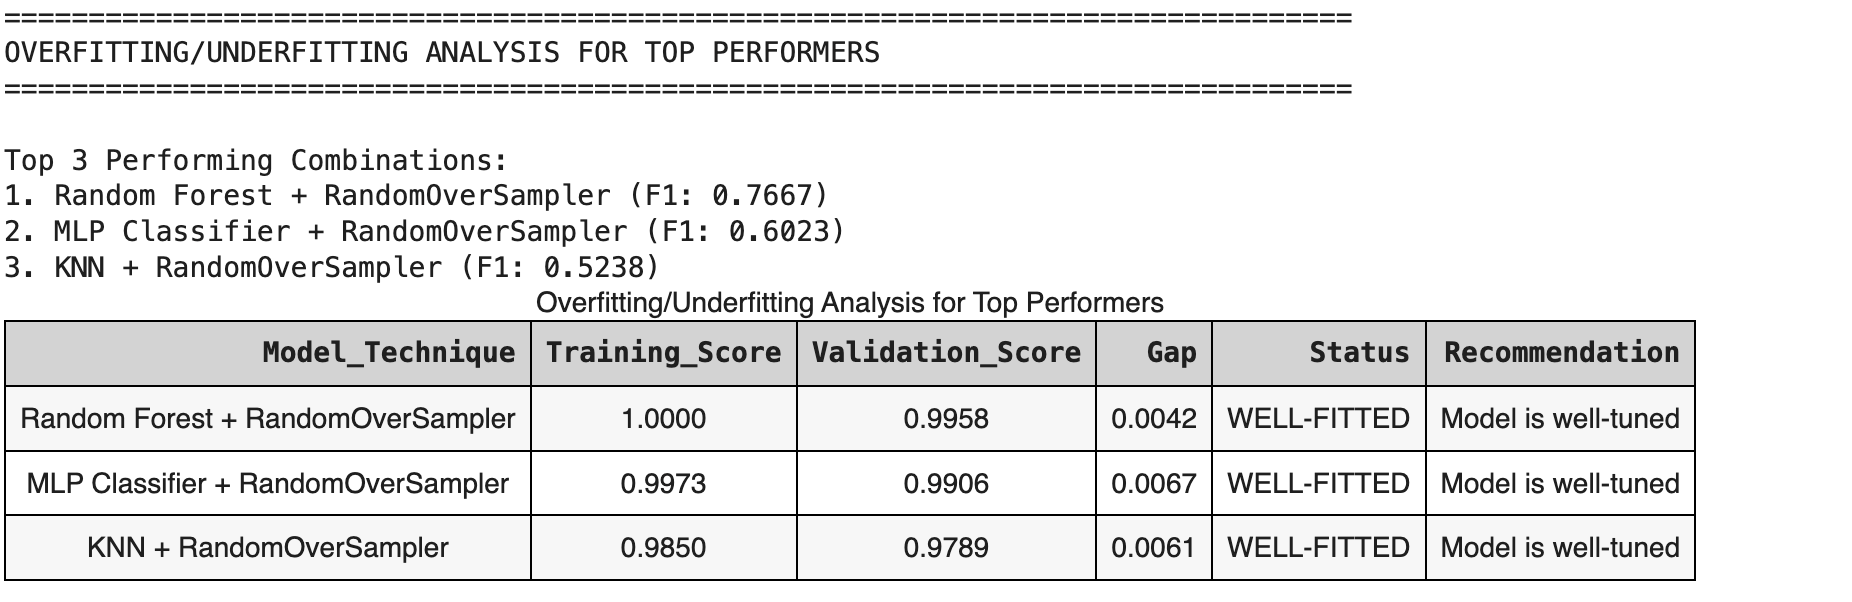 ================================================================================
OVERFITTING/UNDERFITTING ANALYSIS FOR TOP PERFORMERS
================================================================================
Top 3 Performing Combinations:
1. Random Forest + RandomOverSampler (F1: 0.7667)
2. MLP Classifier + RandomOverSampler (F1: 0.6023)
3. KNN + RandomOverSampler (F1: 0.5238)
Overfitting/Underfitting Analysis for Top Performers
Model_Technique Training_Score Validation_Score Gap Status Recommendation
Random Forest + RandomOverSampler 1.0000 0.9958 0.0042 WELL-FITTED Model is well-tuned
MLP Classifier + RandomOverSampler 0.9973 0.9906 0.0067 WELL-FITTED Model is well-tuned
KNN + RandomOverSampler 0.9850 0.9789 0.0061 WELL-FITTED Model is well-tuned